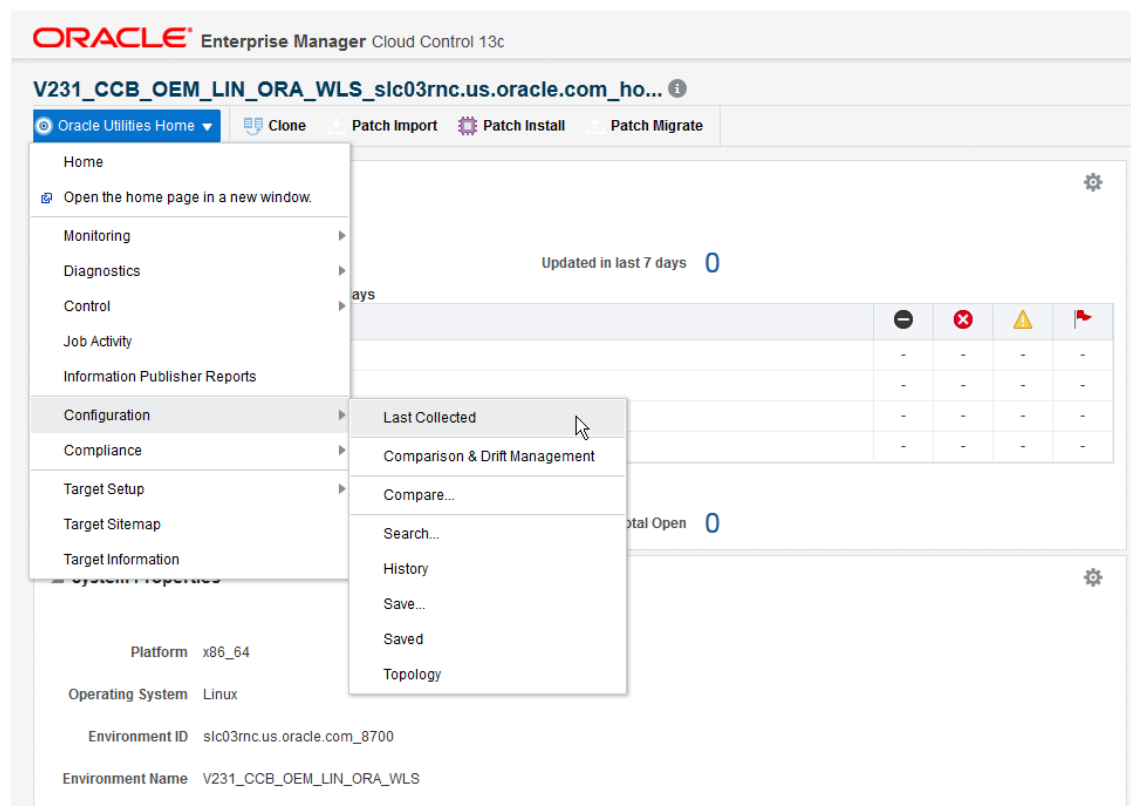 ORACLE® Enterprise Manager Cloud Control 13c
V231_CCB_OEM_LIN_ORA_WLS_slc03rnc.us.oracle.com_ho...
Oracle Utilities Home Clone Patch Import Patch Install Patch Migrate
Home
Open the home page in a new window.
Monitoring
Diagnostics
Control
Job Activity
Information Publisher Reports
Configuration
Compliance
Target Setup
Target Sitemap
Target Information
Last Collected
Comparison & Drift Management
Compare...
Search...
History
Save...
Saved
Topology
Updated in last 7 days 0
ays
- - - -
- - - -
- - - -
- - - -
Open 0
System Properties
Platform x86_64
Operating System Linux
Environment ID slc03rnc.us.oracle.com_8700
Environment Name V231_CCB_OEM_LIN_ORA_WLS